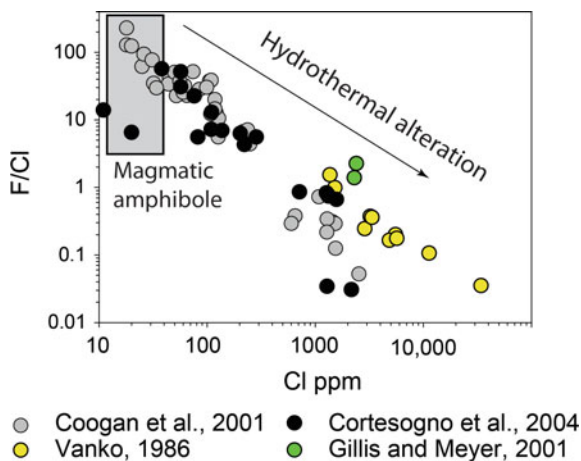 100
10
1
0.1
0.01
F/Cl
Hydrothermal alteration
Magmatic
amphibole
10
100
1000
10,000
Cl ppm
Coogan et al., 2001
Cortesogno et al., 2004
Vanko, 1986
Gillis and Meyer, 2001